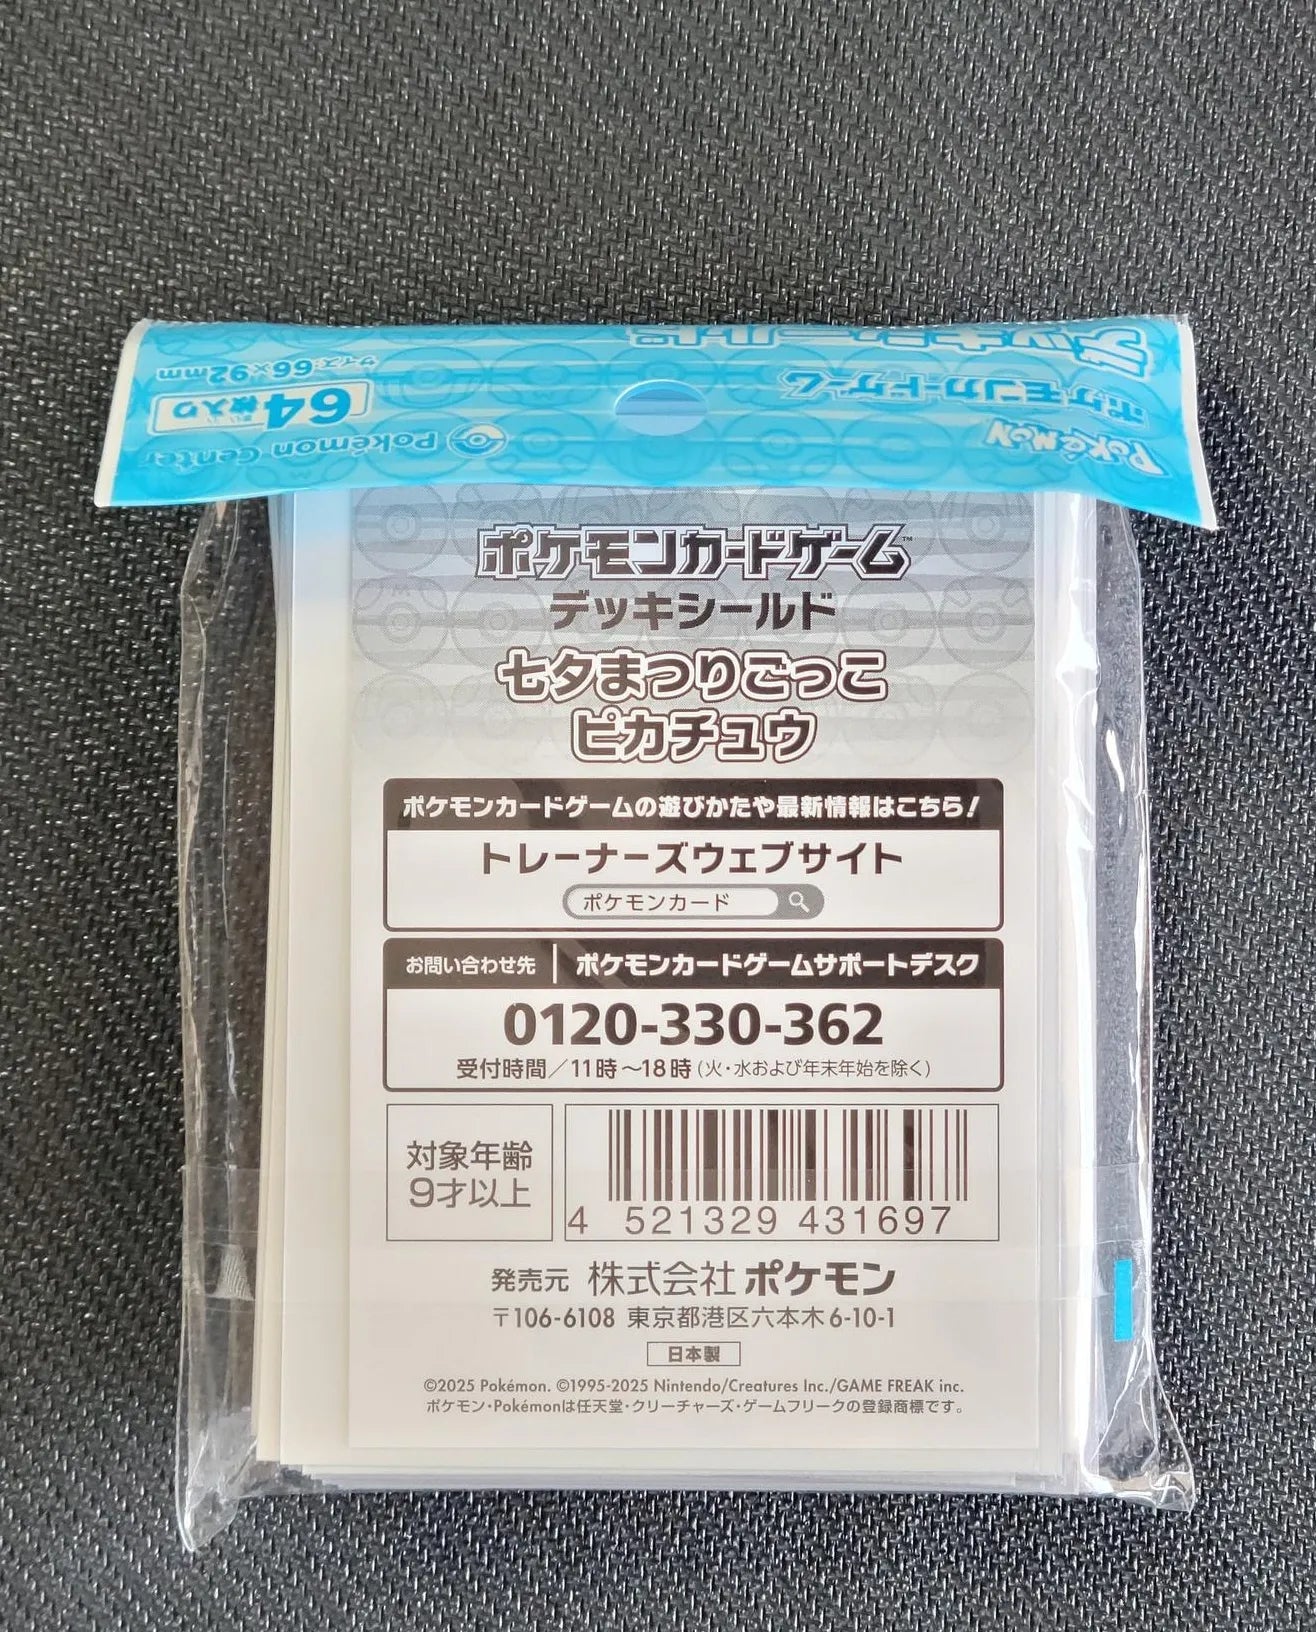 ポケモンカードゲーム
デッキシールド
Pokémon Center
64枚入り
サイズ:66×92mm
POKÉMON
ポケモンカードゲーム™
デッキシールド
七夕まつりごっこ
ピカチュウ
ポケモンカードゲームの遊びかたや最新情報はこちら!
トレーナーズウェブサイト
ポケモンカード
お問い合わせ先 ポケモンカードゲームサポートデスク
0120-330-362
受付時間/11時~18時(火・水および年末年始を除く)
対象年齢
9才以上
4 521329 431697
発売元 株式会社ポケモン
〒106-6108 東京都港区六本木6-10-1
日本製
©2025 Pokémon. ©1995-2025 Nintendo/Creatures Inc./GAME FREAK inc.
ポケモン・Pokémonは任天堂・クリーチャーズ・ゲームフリークの登録商標です。